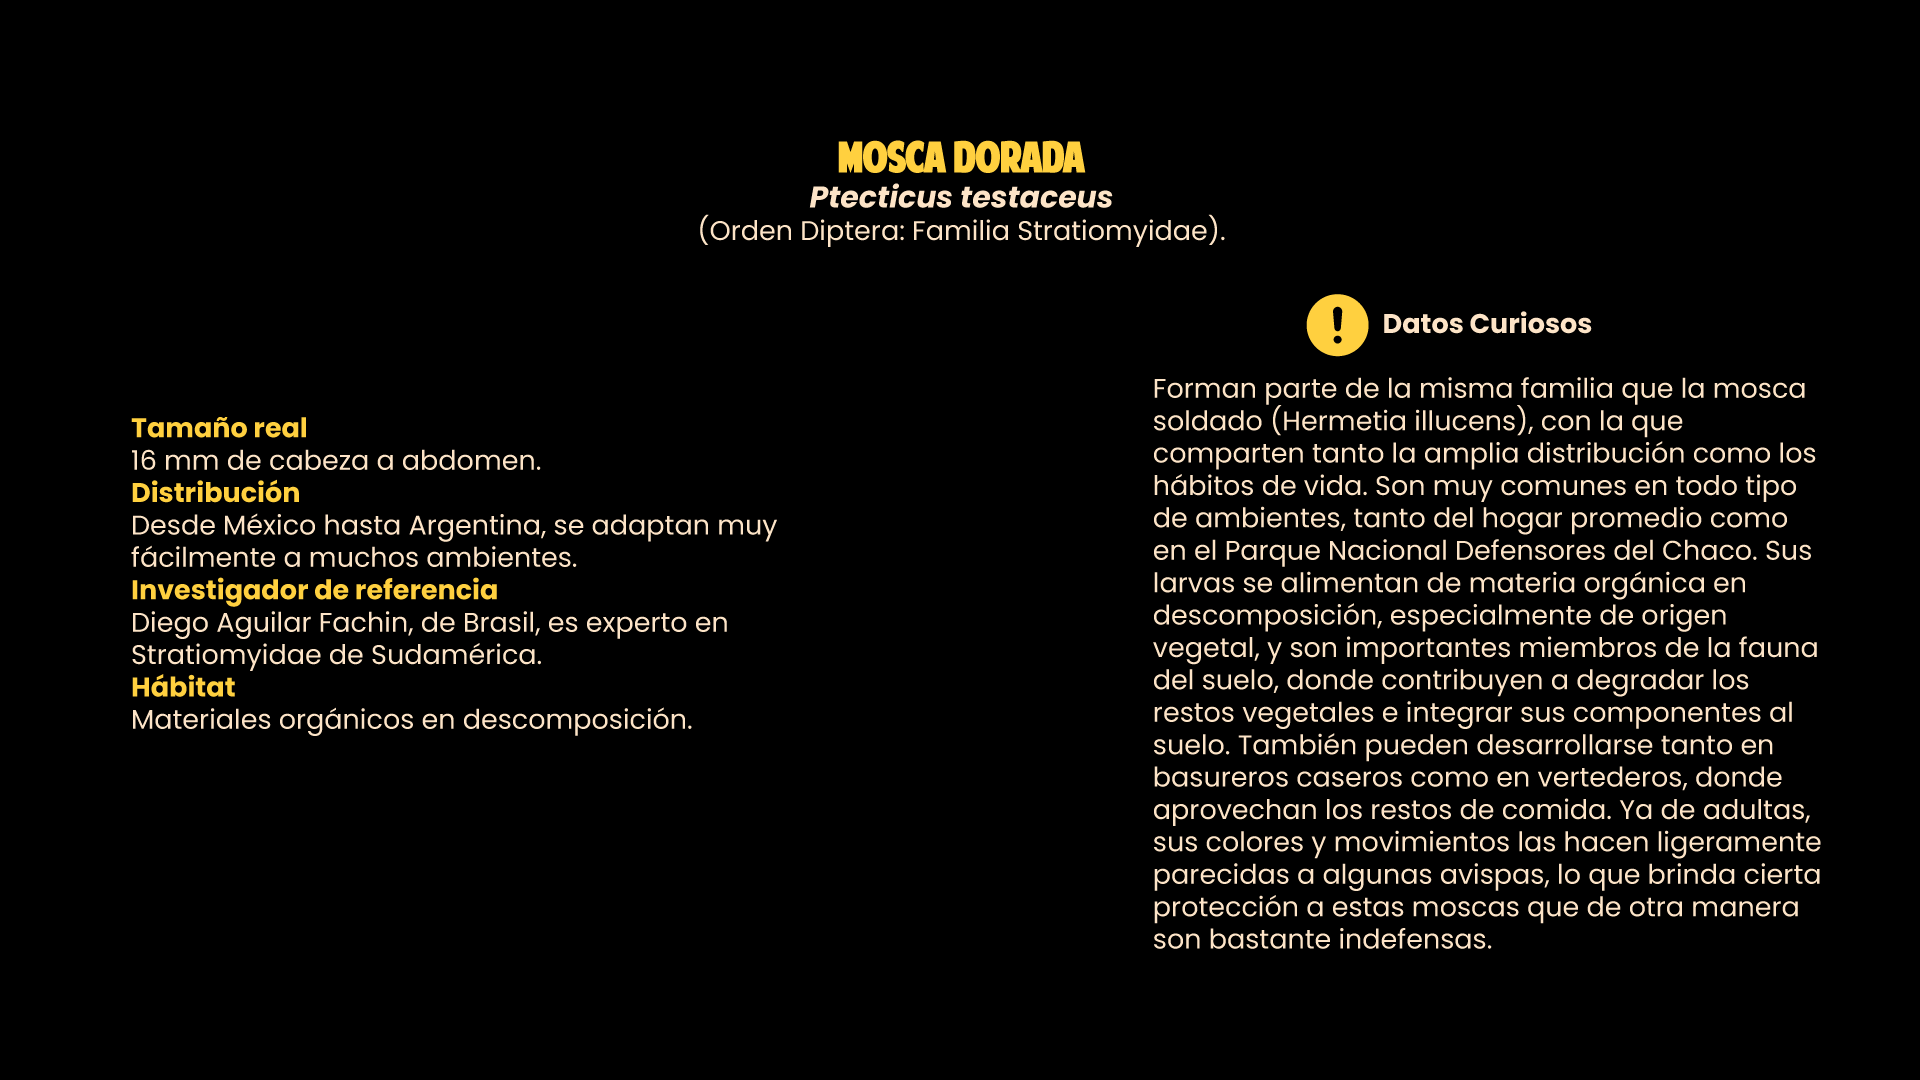 MOSCA DORADA
Ptecticus testaceus
(Orden Diptera: Familia Stratiomyidae).
Tamaño real
16 mm de cabeza a abdomen.
Distribución
Desde México hasta Argentina, se adaptan muy
fácilmente a muchos ambientes.
Investigador de referencia
Diego Aguilar Fachin, de Brasil, es experto en
Stratiomyidae de Sudamérica.
Hábitat
Materiales orgánicos en descomposición.
Datos Curiosos
Forman parte de la misma familia que la mosca
soldado (Hermetia illucens), con la que
comparten tanto la amplia distribución como los
hábitos de vida. Son muy comunes en todo tipo
de ambientes, tanto del hogar promedio como
en el Parque Nacional Defensores del Chaco. Sus
larvas se alimentan de materia orgánica en
descomposición, especialmente de origen
vegetal, y son importantes miembros de la fauna
del suelo, donde contribuyen a degradar los
restos vegetales e integrar sus componentes al
suelo. También pueden desarrollarse tanto en
basureros caseros como en vertederos, donde
aprovechan los restos de comida. Ya de adultas,
sus colores y movimientos las hacen ligeramente
parecidas a algunas avispas, lo que brinda cierta
protección a estas moscas que de otra manera
son bastante indefensas.